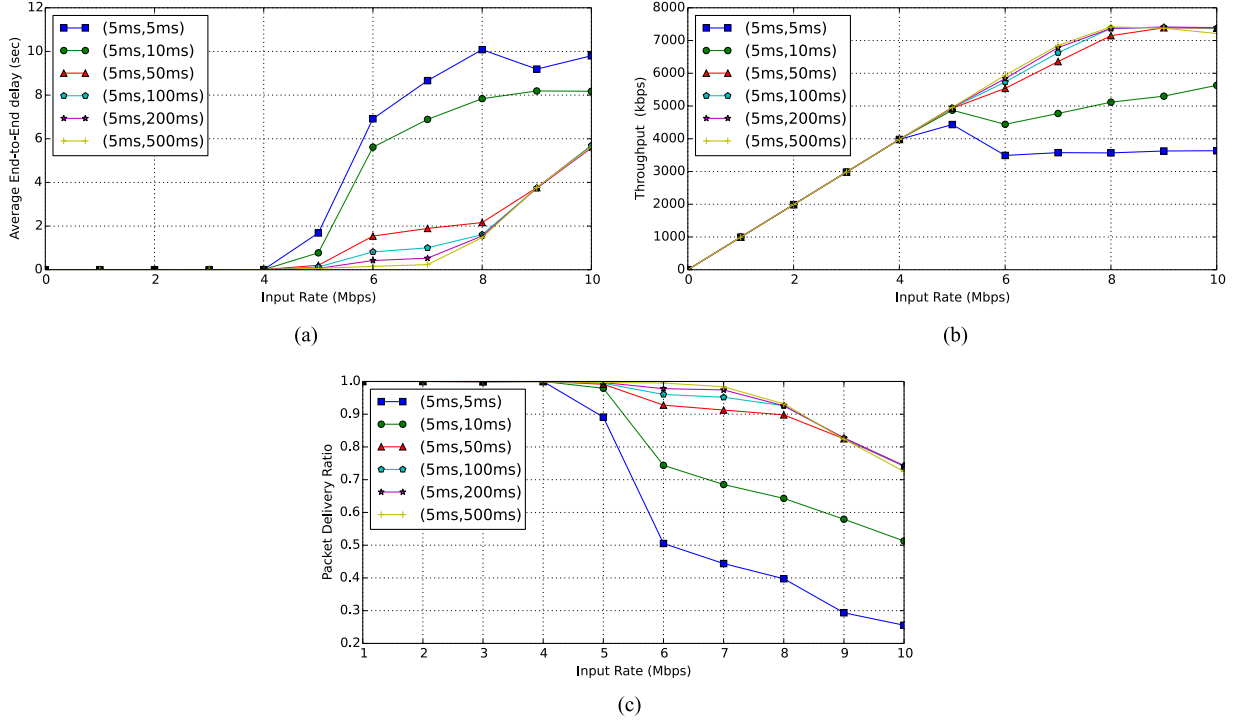 12
10
8
6
4
2
0
Average End-to-End delay (sec)
(5ms,5ms)
(5ms,10ms)
(5ms,50ms)
(5ms,100ms)
(5ms,200ms)
(5ms,500ms)
0 2 4 6 8 10
Input Rate (Mbps)
(a)
8000
7000
6000
5000
4000
3000
2000
1000
0
Throughput (kbps)
(5ms,5ms)
(5ms,10ms)
(5ms,50ms)
(5ms,100ms)
(5ms,200ms)
(5ms,500ms)
0 2 4 6 8 10
Input Rate (Mbps)
(b)
1.0
0.9
0.8
0.7
0.6
0.5
0.4
0.3
0.2
Packet Delivery Ratio
(5ms,5ms)
(5ms,10ms)
(5ms,50ms)
(5ms,100ms)
(5ms,200ms)
(5ms,500ms)
1 2 3 4 5 6 7 8 9 10
Input Rate (Mbps)
(c)